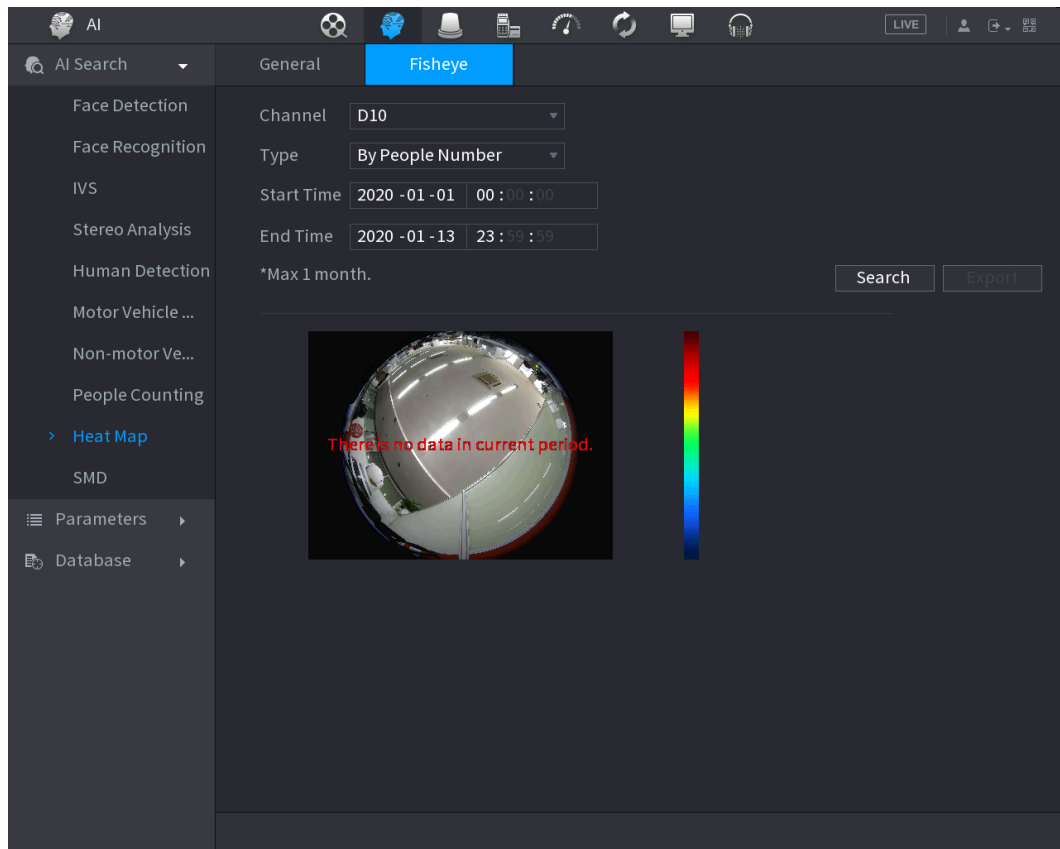 AI
LIVE
AI Search
Face Detection
Face Recognition
IVS
Stereo Analysis
Human Detection
Motor Vehicle ...
Non-motor Ve...
People Counting
Heat Map
SMD
Parameters
Database
General
Fisheye
Channel D10
Type By People Number
Start Time 2020 -01 -01 00 : 00 : 00
End Time 2020 -01 -13 23 : 59 : 59
*Max 1 month.
Search
Export
There is no data in current period.